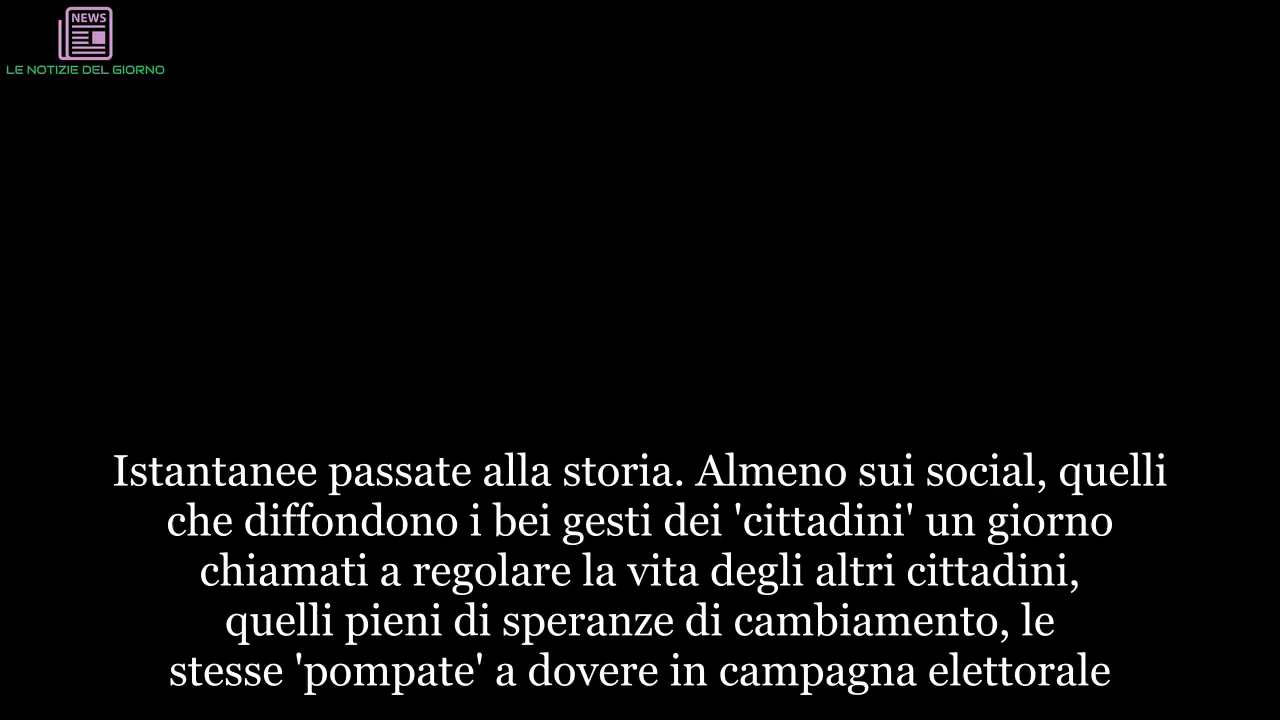 NEWS
LE NOTIZIE DEL GIORNO
Istantanee passate alla storia. Almeno sui social, quelli
che diffondono i bei gesti dei 'cittadini' un giorno
chiamati a regolare la vita degli altri cittadini,
quelli pieni di speranze di cambiamento, le
stesse 'pompate' a dovere in campagna elettorale